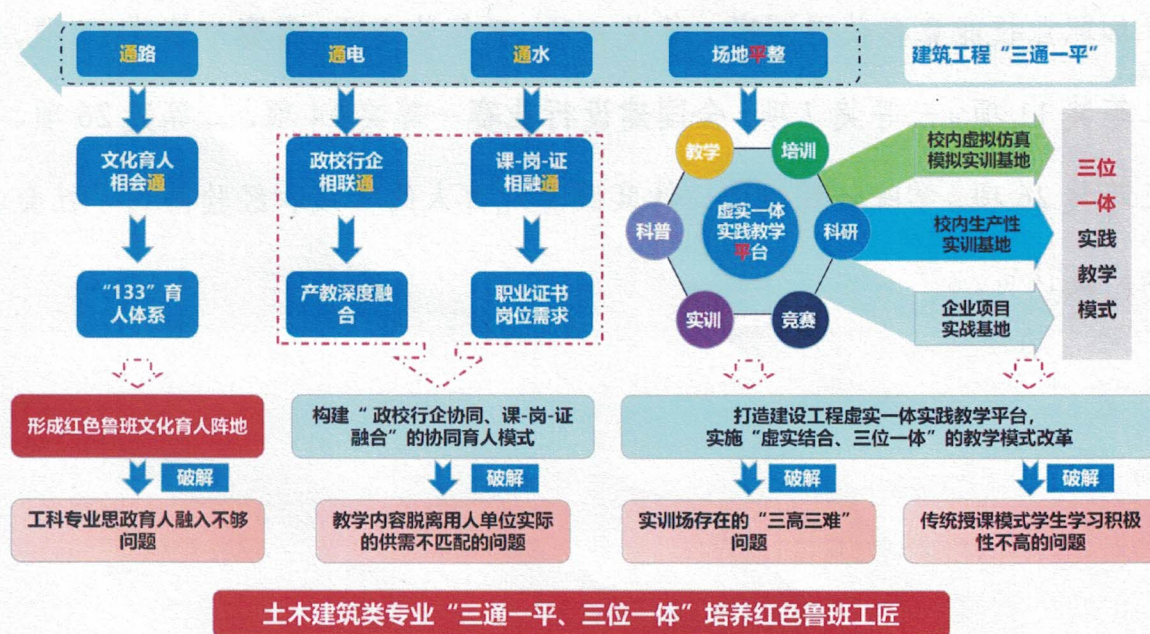 通路
通电
通水
场地平整
建筑工程“三通一平”
文化育人
相会通
政校行企
相联通
课-岗-证
相融通
“133”育
人体系
产教深度融
合
职业证书
岗位需求
教学
培训
科普
虚实一体
实践教学
平台
科研
实训
竞赛
校内虚拟仿真
模拟实训基地
校内生产性
实训基地
企业项目
实战基地
三位
一体
实践
教学
模式
形成红色鲁班文化育人阵地
构建“ 政校行企协同、课-岗-证
融合”的协同育人模式
打造建设工程虚实一体实践教学平台，
实施“虚实结合、三位一体”的教学模式改革
破解
破解
破解
破解
工科专业思政育人融入不够
问题
教学内容脱离用人单位实际
的供需不匹配的问题
实训场存在的“三高三难”
问题
传统授课模式学生学习积极
性不高的问题
土木建筑类专业“三通一平、三位一体”培养红色鲁班工匠